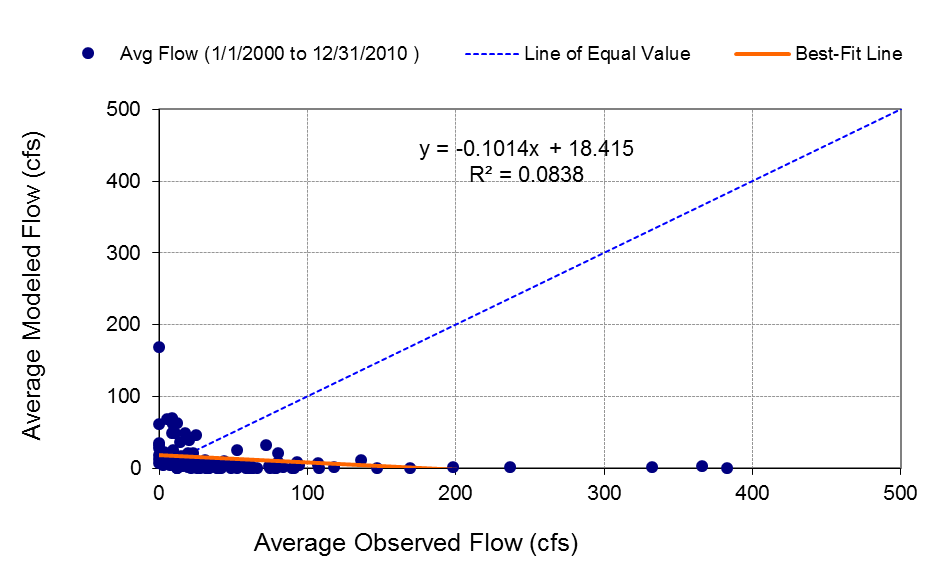 Avg Flow (1/1/2000 to 12/31/2010 ) Line of Equal Value Best-Fit Line
500
y = -0.1014x + 18.415
R² = 0.0838
400
300
200
100
0
Average Modeled Flow (cfs)
0 100 200 300 400 500
Average Observed Flow (cfs)